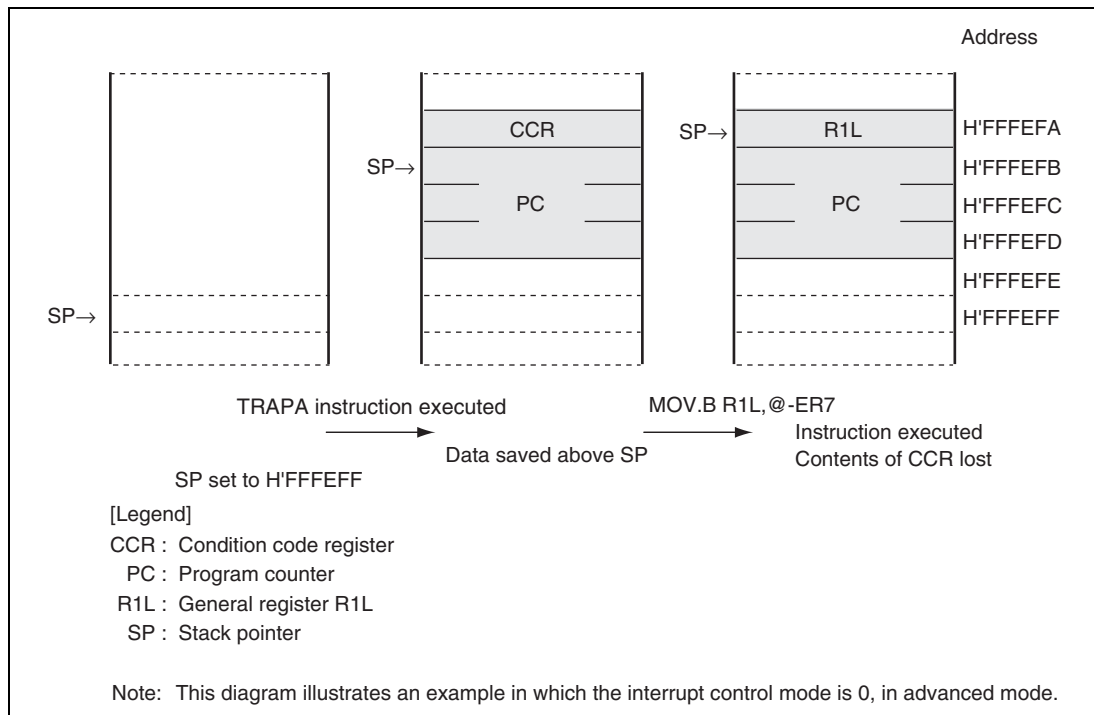 Address
CCR
SP→
R1L
H'FFFEFA
SP→
H'FFFEFB
PC
PC
H'FFFEFC
H'FFFEFD
H'FFFEFE
SP→
H'FFFEFF
TRAPA instruction executed
MOV.B R1L,@-ER7
Data saved above SP
Instruction executed
Contents of CCR lost
SP set to H'FFFEFF
[Legend]
CCR : Condition code register
PC : Program counter
R1L : General register R1L
SP : Stack pointer
Note: This diagram illustrates an example in which the interrupt control mode is 0, in advanced mode.